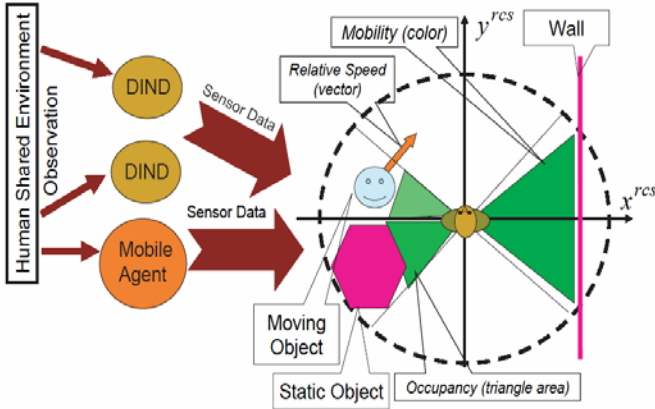 Human Shared Environment
Observation
DIND
DIND
Mobile
Agent
Sensor Data
Sensor Data
Mobility (color)
Relative Speed
(vector)
y^rcs
Wall
x^rcs
Moving
Object
Static Object
Occupancy (triangle area)